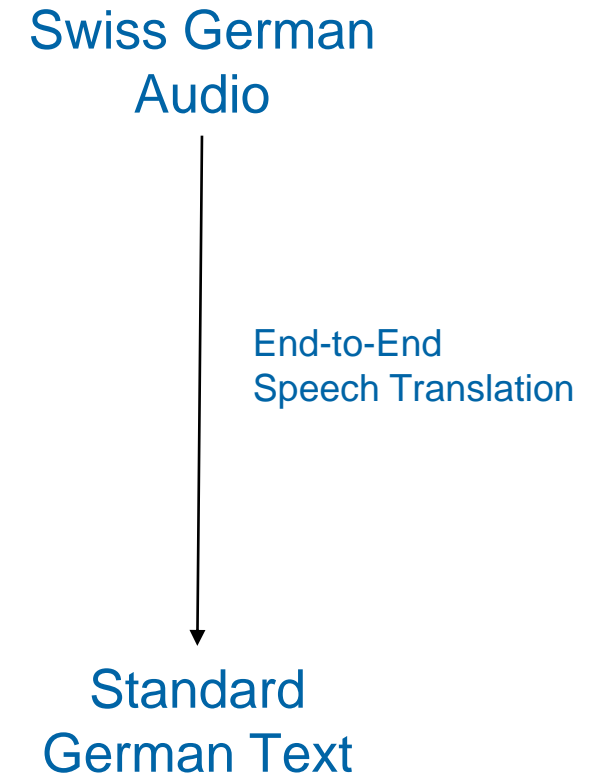 Swiss German
Audio
End-to-End
Speech Translation
Standard
German Text